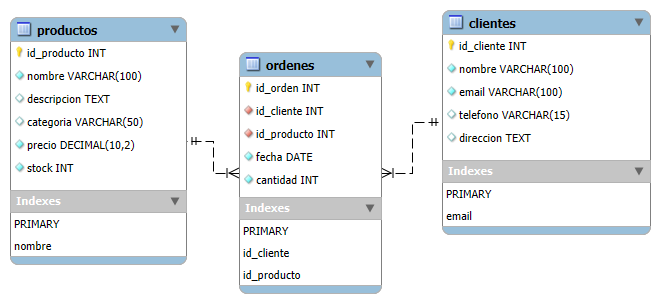 productos
id_producto INT
nombre VARCHAR(100)
descripcion TEXT
categoria VARCHAR(50)
precio DECIMAL(10,2)
stock INT
Indexes
PRIMARY
nombre
ordenes
id_orden INT
id_cliente INT
id_producto INT
fecha DATE
cantidad INT
Indexes
PRIMARY
id_cliente
id_producto
clientes
id_cliente INT
nombre VARCHAR(100)
email VARCHAR(100)
telefono VARCHAR(15)
direccion TEXT
Indexes
PRIMARY
email